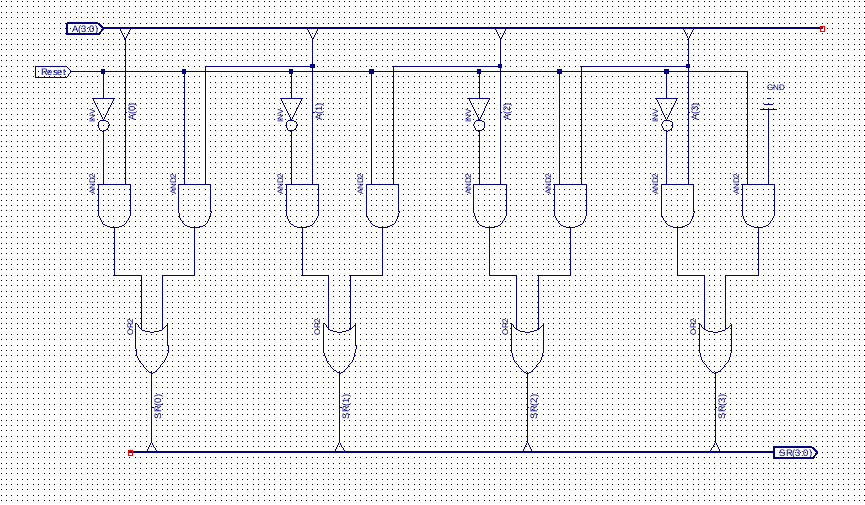 A(3:0)
Reset
GND
INV
A(0)
INV
A(1)
INV
A(2)
INV
A(3)
AND2
AND2
AND2
AND2
AND2
AND2
AND2
AND2
OR2
OR2
OR2
OR2
SR(0)
SR(1)
SR(2)
SR(3)
SR(3:0)